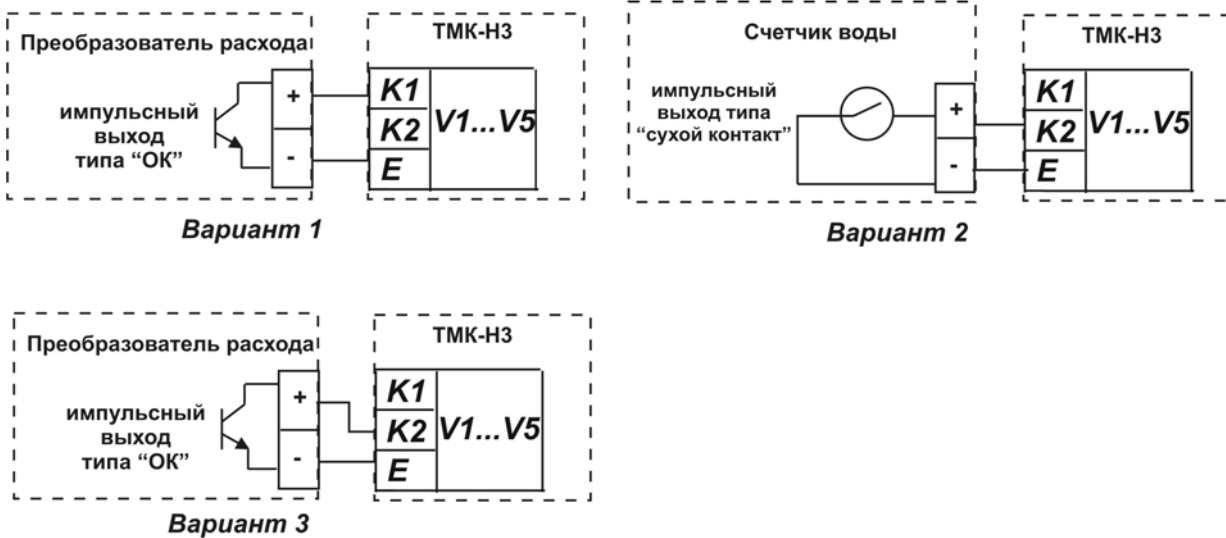 Преобразователь расхода
импульсный
выход
типа “ОК”
+
-
ТМК-Н3
K1
K2
E
V1...V5
Вариант 1
Счетчик воды
импульсный
выход типа
“сухой контакт”
+
-
ТМК-Н3
K1
K2
E
V1...V5
Вариант 2
Преобразователь расхода
импульсный
выход
типа “ОК”
+
-
ТМК-Н3
K1
K2
E
V1...V5
Вариант 3